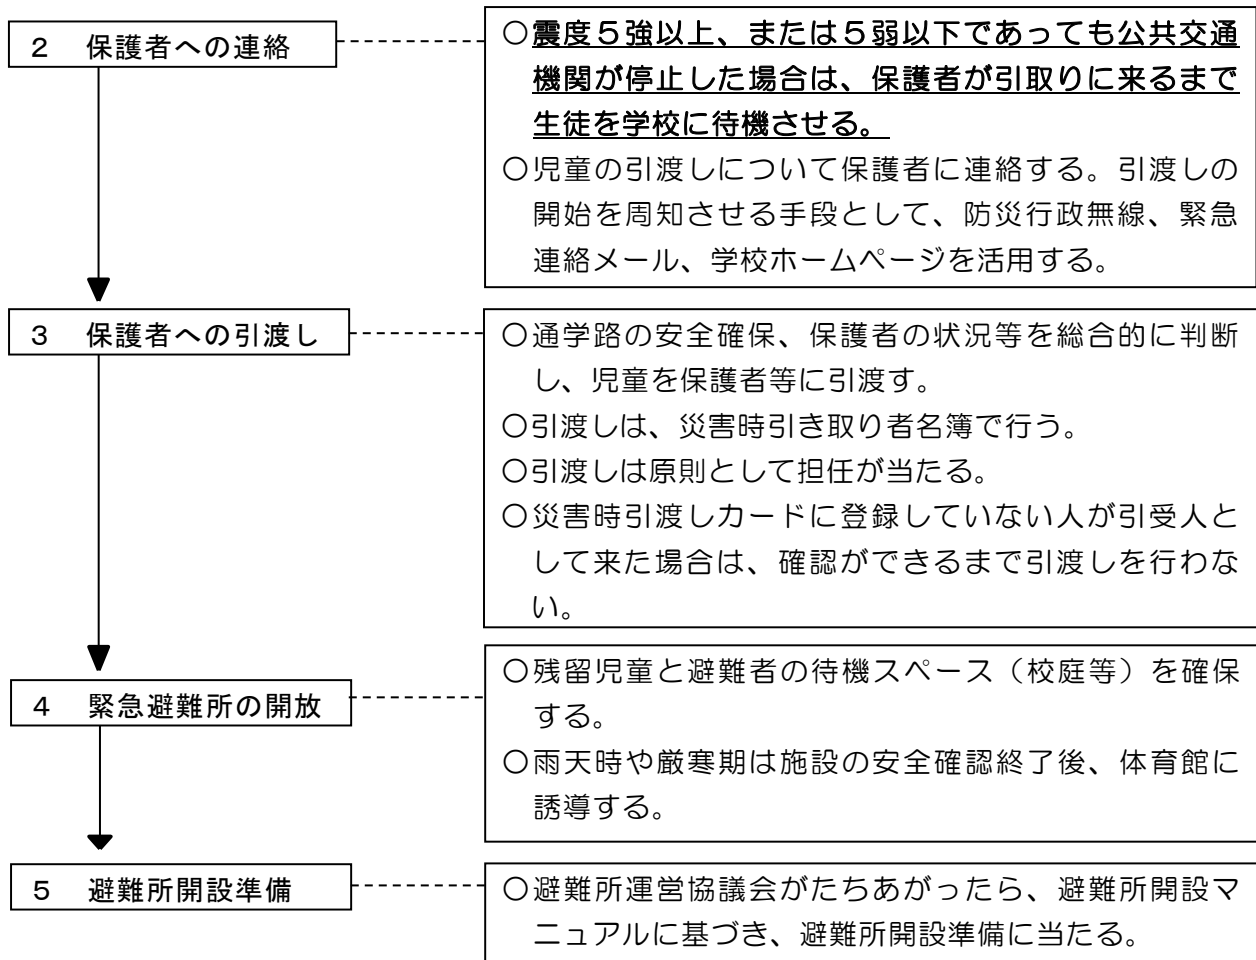 2 保護者への連絡
○震度５強以上、または５弱以下であっても公共交通
機関が停止した場合は、保護者が引取りに来るまで
生徒を学校に待機させる。
○児童の引渡しについて保護者に連絡する。引渡しの
開始を周知させる手段として、防災行政無線、緊急
連絡メール、学校ホームページを活用する。
3 保護者への引渡し
○通学路の安全確保、保護者の状況等を総合的に判断
し、児童を保護者等に引渡す。
○引渡しは、災害時引き取り者名簿で行う。
○引渡しは原則として担任が当たる。
○災害時引渡しカードに登録していない人が引受人と
して来た場合は、確認ができるまで引渡しを行わな
い。
4 緊急避難所の開放
○残留児童と避難者の待機スペース（校庭等）を確保
する。
○雨天時や厳寒期は施設の安全確認終了後、体育館に
誘導する。
5 避難所開設準備
○避難所運営協議会がたちあがったら、避難所開設マ
ニュアルに基づき、避難所開設準備に当たる。